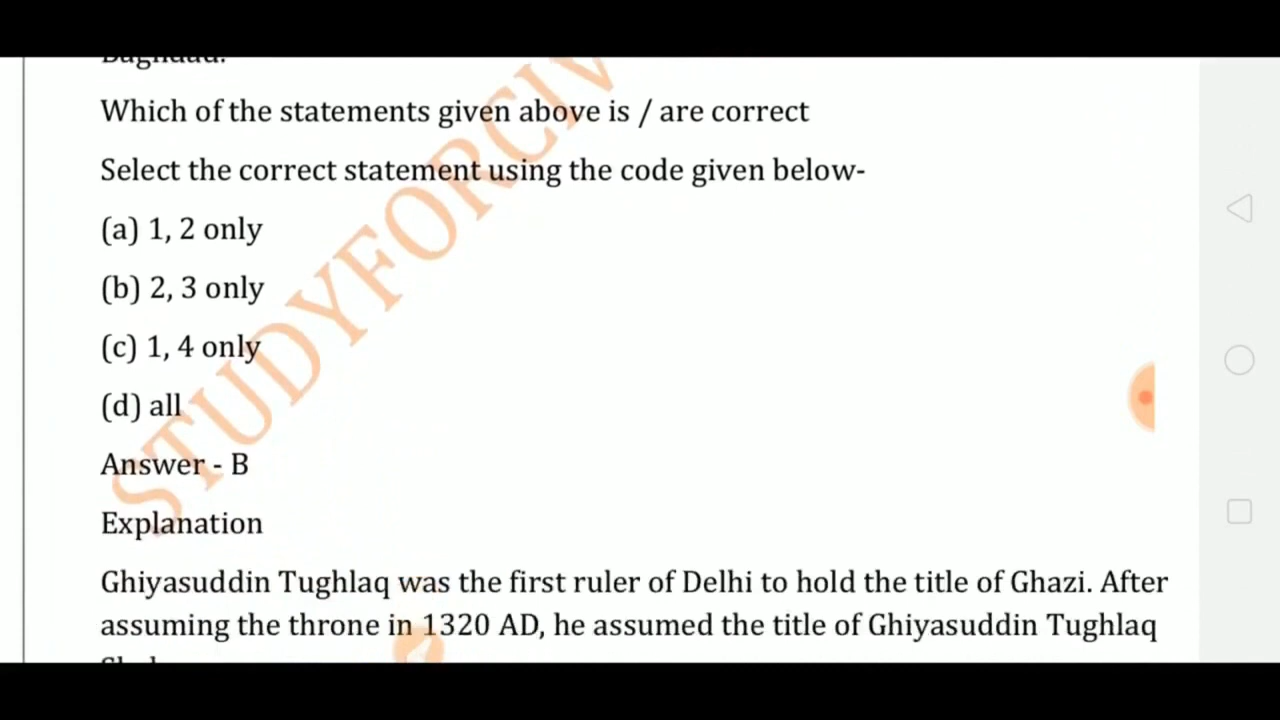 Baghdad.
Which of the statements given above is / are correct
Select the correct statement using the code given below-
(a) 1, 2 only
(b) 2, 3 only
(c) 1, 4 only
(d) all
Answer - B
Explanation
Ghiyasuddin Tughlaq was the first ruler of Delhi to hold the title of Ghazi. After
assuming the throne in 1320 AD, he assumed the title of Ghiyasuddin Tughlaq
STUDYFORCIV